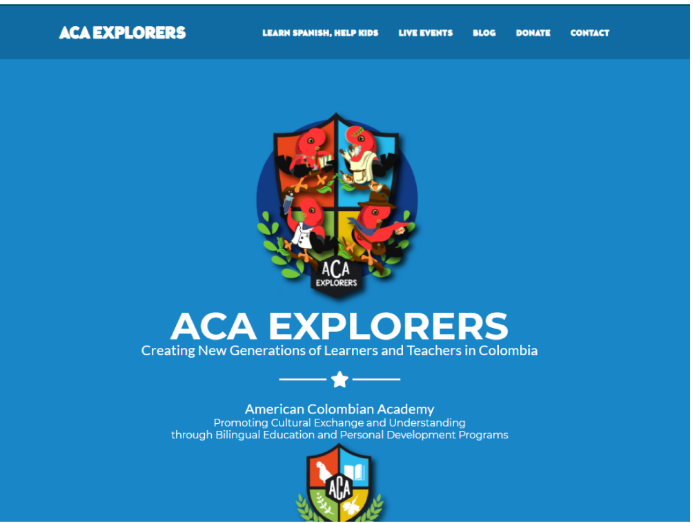 ACA EXPLORERS
LEARN SPANISH, HELP KIDS
LIVE EVENTS
BLOG
DONATE
CONTACT
ACA
EXPLORERS
ACA EXPLORERS
Creating New Generations of Learners and Teachers in Colombia
American Colombian Academy
Promoting Cultural Exchange and Understanding
through Bilingual Education and Personal Development Programs
ACA